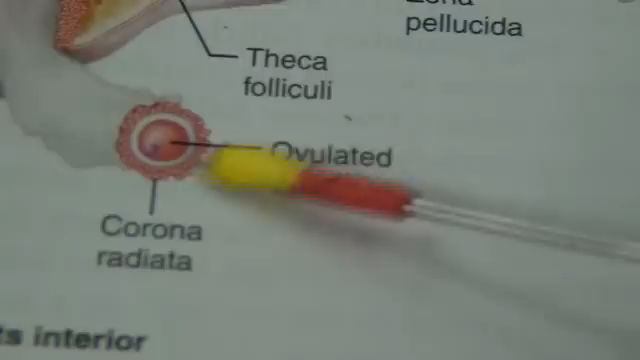 Zona
pellucida
Theca
folliculi
Ovulated
Corona
radiata
ts interior